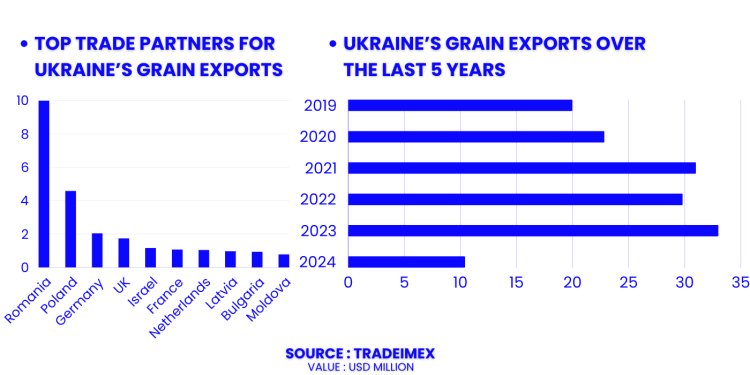 • TOP TRADE PARTNERS FOR
UKRAINE’S GRAIN EXPORTS
10
8
6
4
2
0
Romania
Poland
Germany
UK
Israel
France
Netherlands
Latvia
Bulgaria
Moldova
• UKRAINE’S GRAIN EXPORTS OVER
THE LAST 5 YEARS
2019
2020
2021
2022
2023
2024
0 5 10 15 20 25 30 35
SOURCE : TRADEIMEX
VALUE : USD MILLION